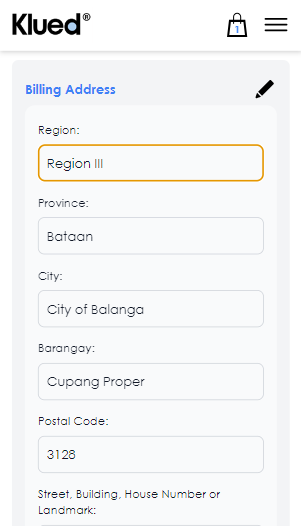 Klued®
1
Billing Address
Region:
Region III
Province:
Bataan
City:
City of Balanga
Barangay:
Cupang Proper
Postal Code:
3128
Street, Building, House Number or
Landmark: